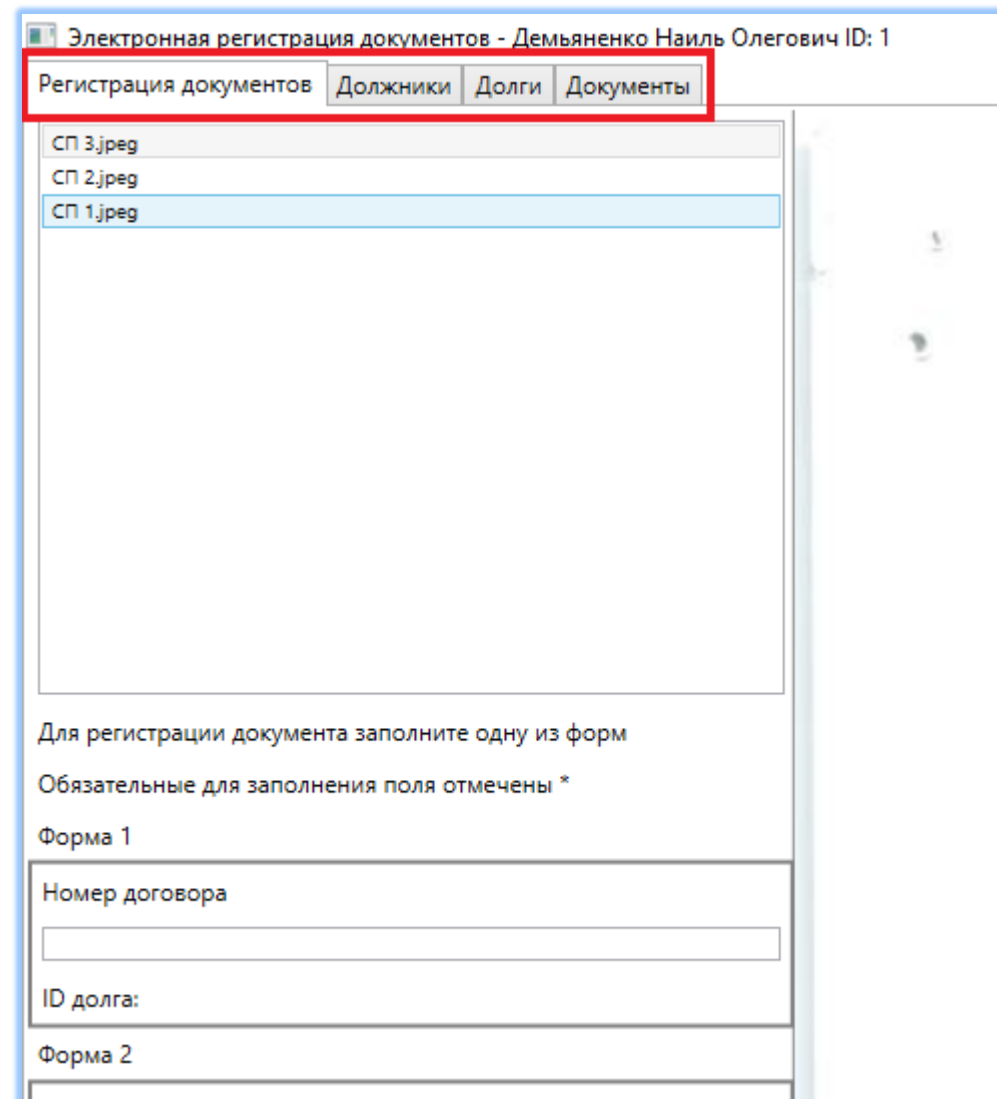 Электронная регистрация документов - Демьяненко Наиль Олегович ID: 1
Регистрация документов Должники Долги Документы
СП 3.jpeg
СП 2.jpeg
СП 1.jpeg
Для регистрации документа заполните одну из форм
Обязательные для заполнения поля отмечены *
Форма 1
Номер договора
ID долга:
Форма 2